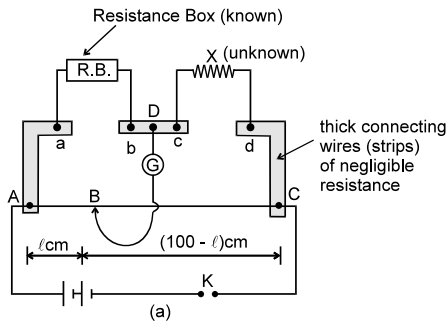 Resistance Box (known)
R.B.
X (unknown)
D
a
b
c
d
G
thick connecting
wires (strips)
of negligible
resistance
A
B
C
ℓcm
(100 - ℓ)cm
K
(a)